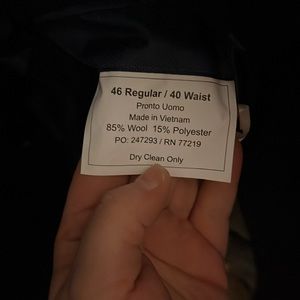 46 Regular / 40 Waist
Pronto Uomo
Made in Vietnam
85% Wool 15% Polyester
PO: 247293 / RN 77219
Dry Clean Only